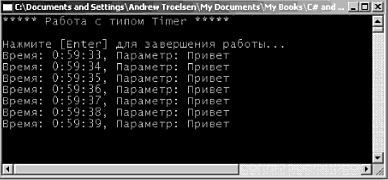 C:\Documents and Settings\Andrew Troelsen\My Documents\My Books\C# and ...
***** Работа с типом Timer *****
Нажмите [Enter] для завершения работы...
Время: 0:59:33, Параметр: Привет
Время: 0:59:34, Параметр: Привет
Время: 0:59:35, Параметр: Привет
Время: 0:59:36, Параметр: Привет
Время: 0:59:37, Параметр: Привет
Время: 0:59:38, Параметр: Привет
Время: 0:59:39, Параметр: Привет